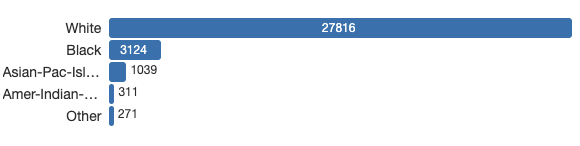 White 27816
Black 3124
Asian-Pac-Isl... 1039
Amer-Indian-... 311
Other 271